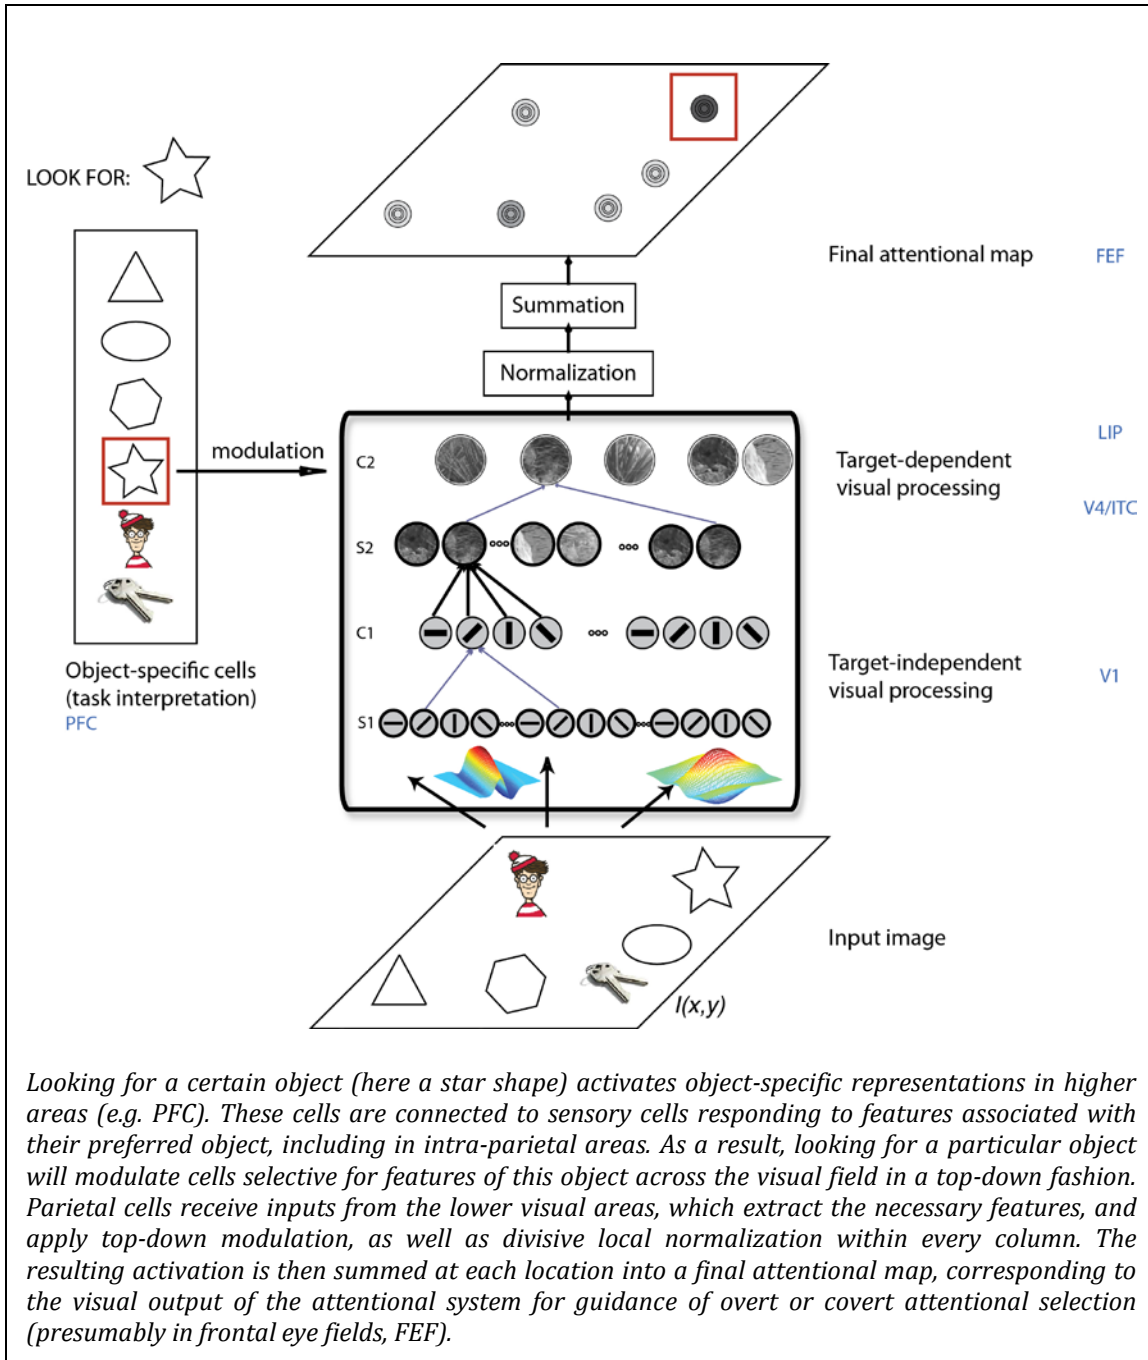 LOOK FOR:
Summation
Final attentional map
FEF
Normalization
modulation
C2
LIP
Target-dependent
visual processing
V4/ITC
S2
C1
Object-specific cells
(task interpretation)
PFC
Target-independent
visual processing
V1
S1
Input image
I(x,y)
Looking for a certain object (here a star shape) activates object-specific representations in higher
areas (e.g. PFC). These cells are connected to sensory cells responding to features associated with
their preferred object, including in intra-parietal areas. As a result, looking for a particular object
will modulate cells selective for features of this object across the visual field in a top-down fashion.
Parietal cells receive inputs from the lower visual areas, which extract the necessary features, and
apply top-down modulation, as well as divisive local normalization within every column. The
resulting activation is then summed at each location into a final attentional map, corresponding to
the visual output of the attentional system for guidance of overt or covert attentional selection
(presumably in frontal eye fields, FEF).